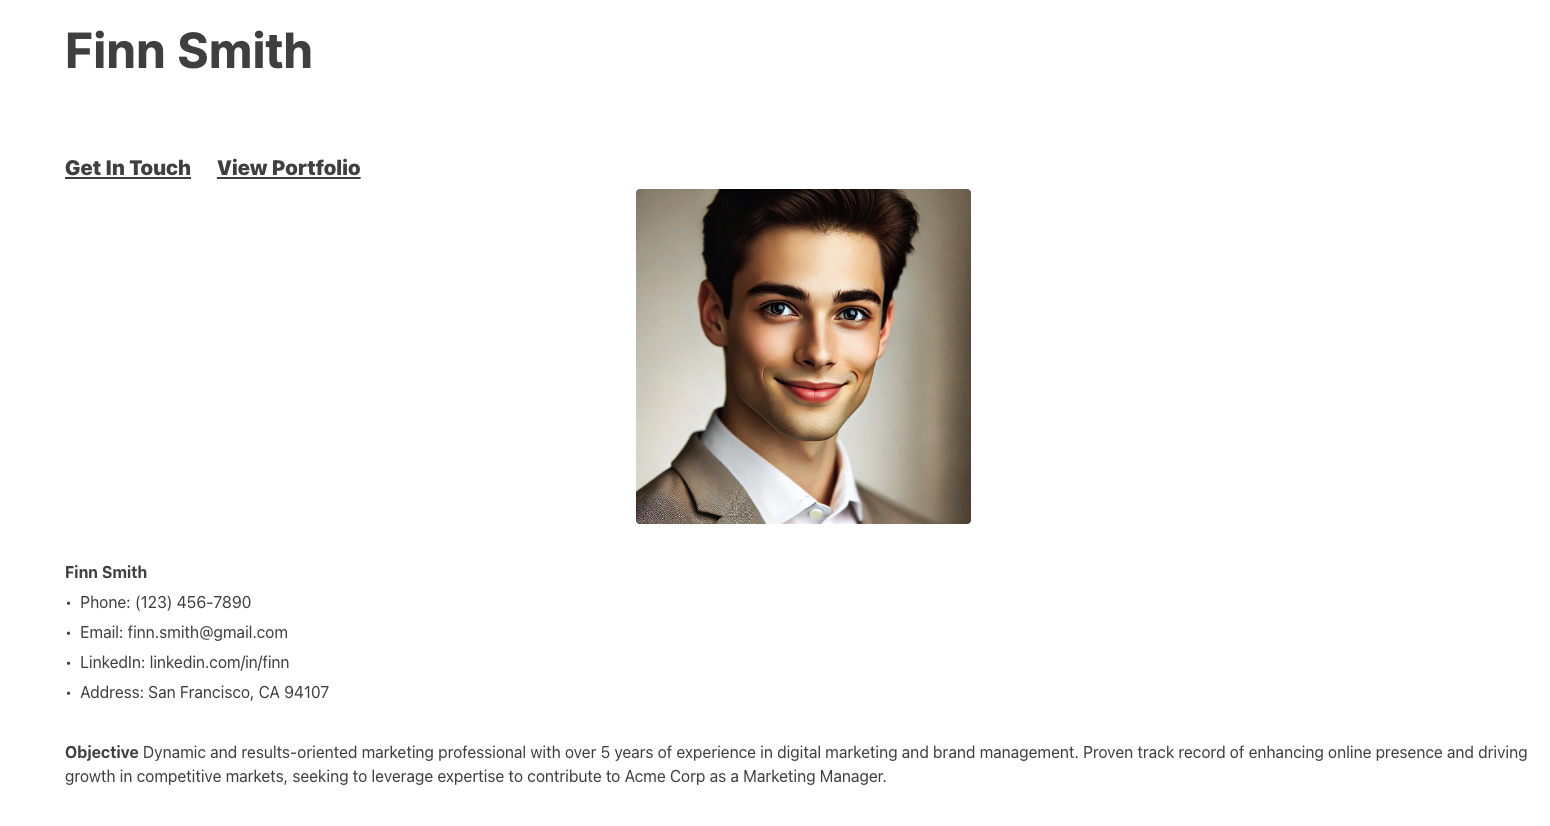 Finn Smith
Get In Touch View Portfolio
Finn Smith
• Phone: (123) 456-7890
• Email: finn.smith@gmail.com
• LinkedIn: linkedin.com/in/finn
• Address: San Francisco, CA 94107
Objective Dynamic and results-oriented marketing professional with over 5 years of experience in digital marketing and brand management. Proven track record of enhancing online presence and driving
growth in competitive markets, seeking to leverage expertise to contribute to Acme Corp as a Marketing Manager.